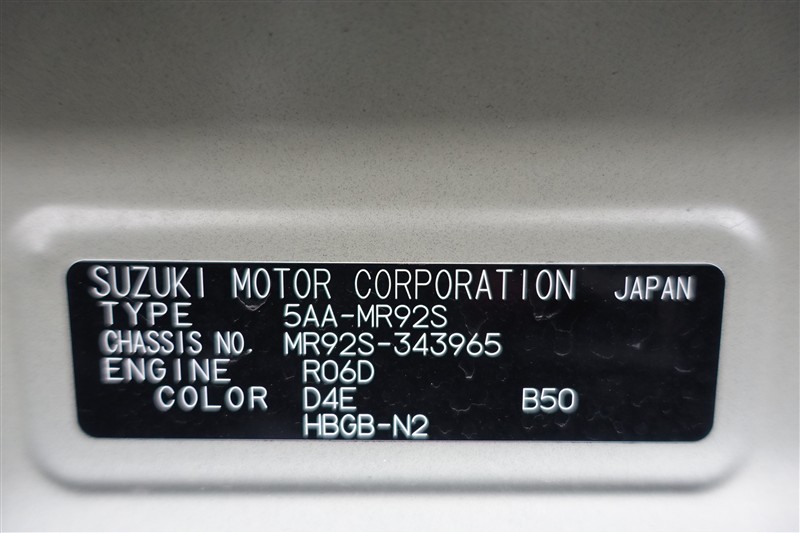 SUZUKI MOTOR CORPORATION JAPAN
TYPE 5AA-MR92S
CHASSIS NO. MR92S-343965
ENGINE R06D
COLOR D4E B50
HBGB-N2